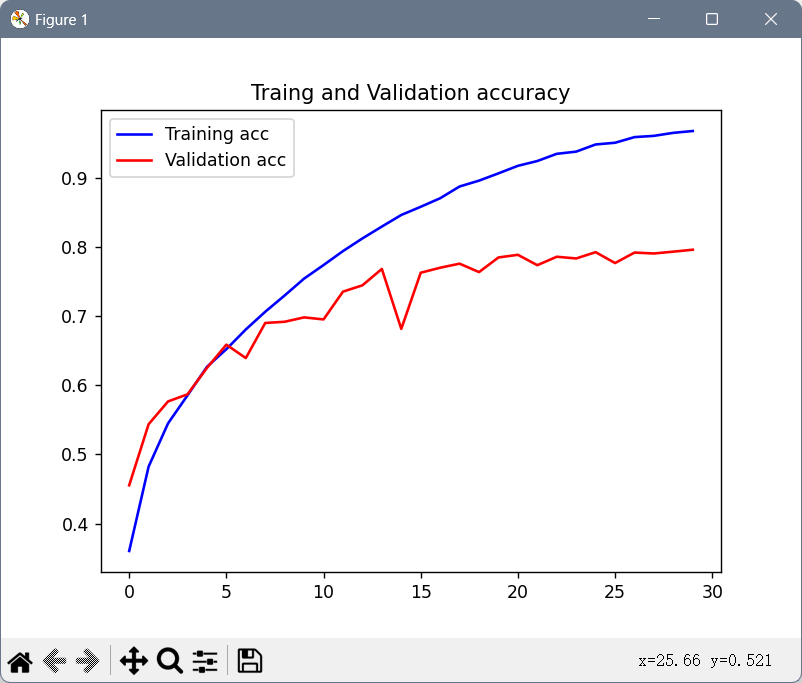 Figure 1
Traing and Validation accuracy
Training acc
Validation acc
0.9
0.8
0.7
0.6
0.5
0.4
0 5 10 15 20 25 30
x=25.66 y=0.521